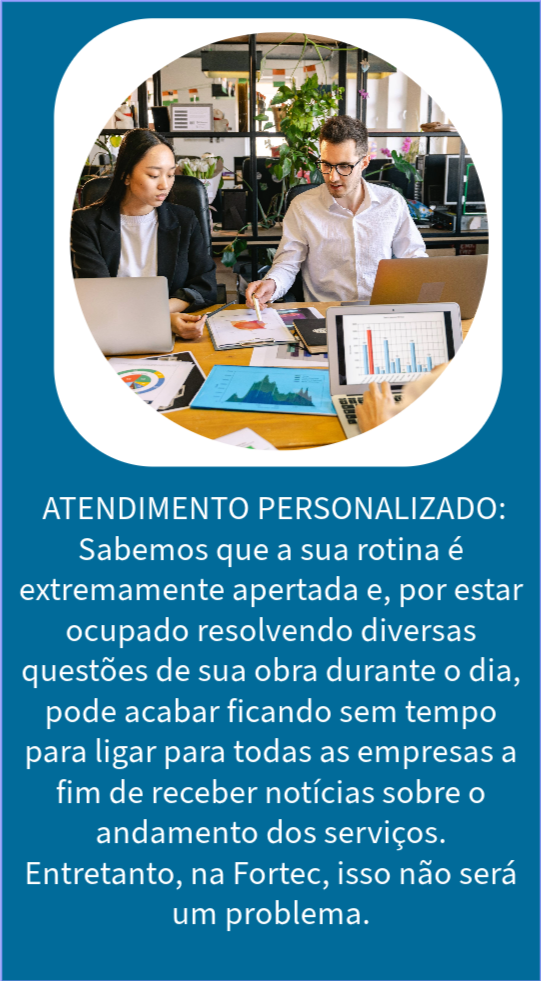 ATENDIMENTO PERSONALIZADO:
Sabemos que a sua rotina é
extremamente apertada e, por estar
ocupado resolvendo diversas
questões de sua obra durante o dia,
pode acabar ficando sem tempo
para ligar para todas as empresas a
fim de receber notícias sobre o
andamento dos serviços.
Entretanto, na Fortec, isso não será
um problema.